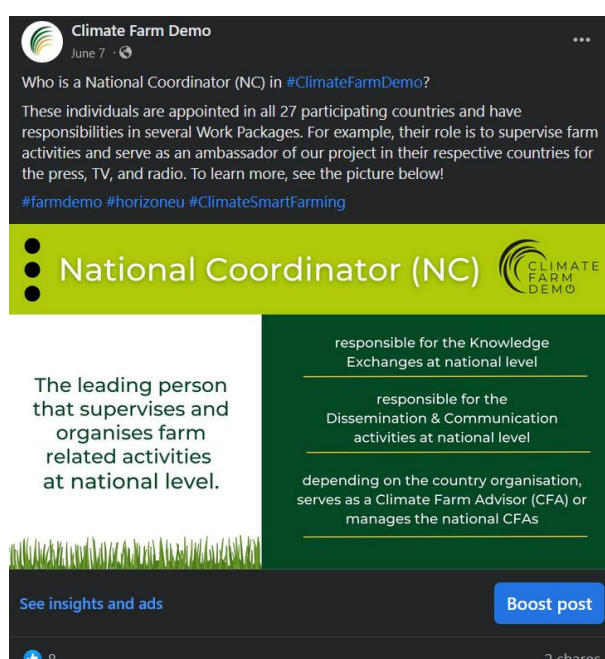 Climate Farm Demo
June 7
Who is a National Coordinator (NC) in #ClimateFarmDemo?
These individuals are appointed in all 27 participating countries and have
responsibilities in several Work Packages. For example, their role is to supervise farm
activities and serve as an ambassador of our project in their respective countries for
the press, TV, and radio. To learn more, see the picture below!
#farmdemo #horizoneu #ClimateSmartFarming
National Coordinator (NC)
CLIMATE
FARM
DEMO
The leading person
that supervises and
organises farm
related activities
at national level.
responsible for the Knowledge
Exchanges at national level
responsible for the
Dissemination & Communication
activities at national level
depending on the country organisation,
serves as a Climate Farm Advisor (CFA) or
manages the national CFAs
See insights and ads
Boost post
8
2 shares